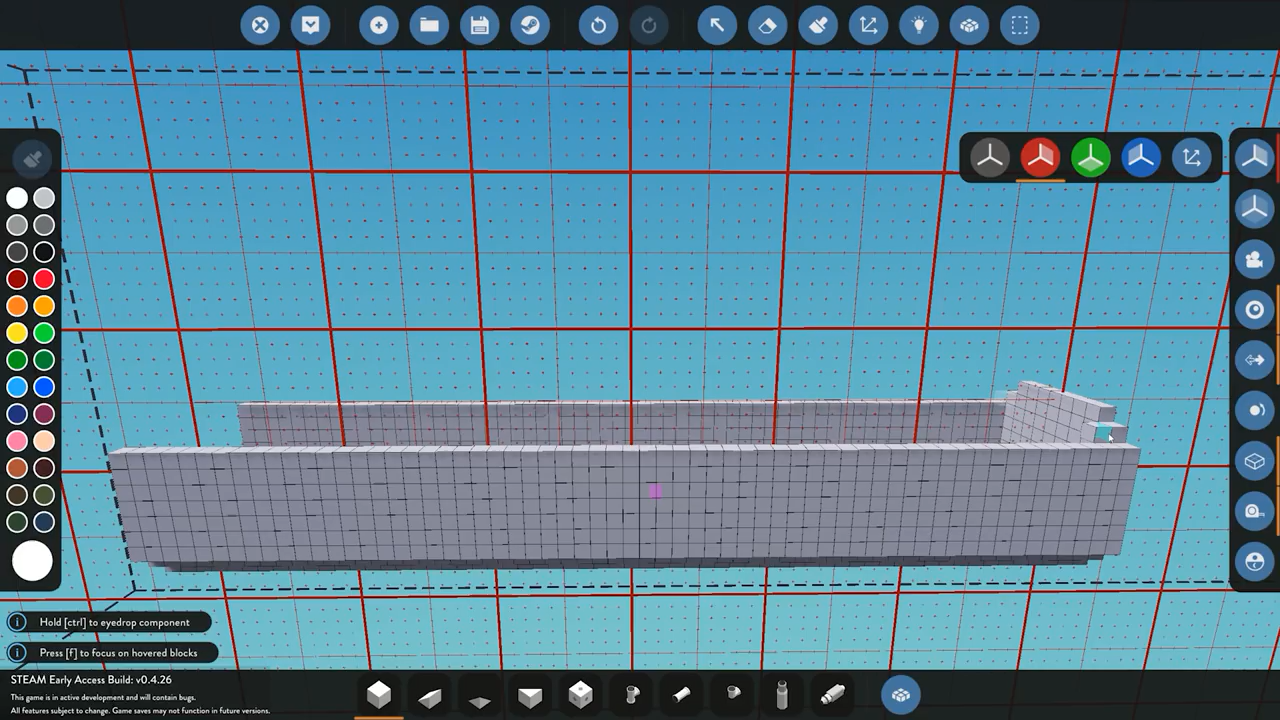 Hold [ctrl] to eyedrop component
Press [f] to focus on hovered blocks
STEAM Early Access Build: v0.4.26
This game is in active development and will contain bugs.
All features subject to change. Game saves may not function in future versions.